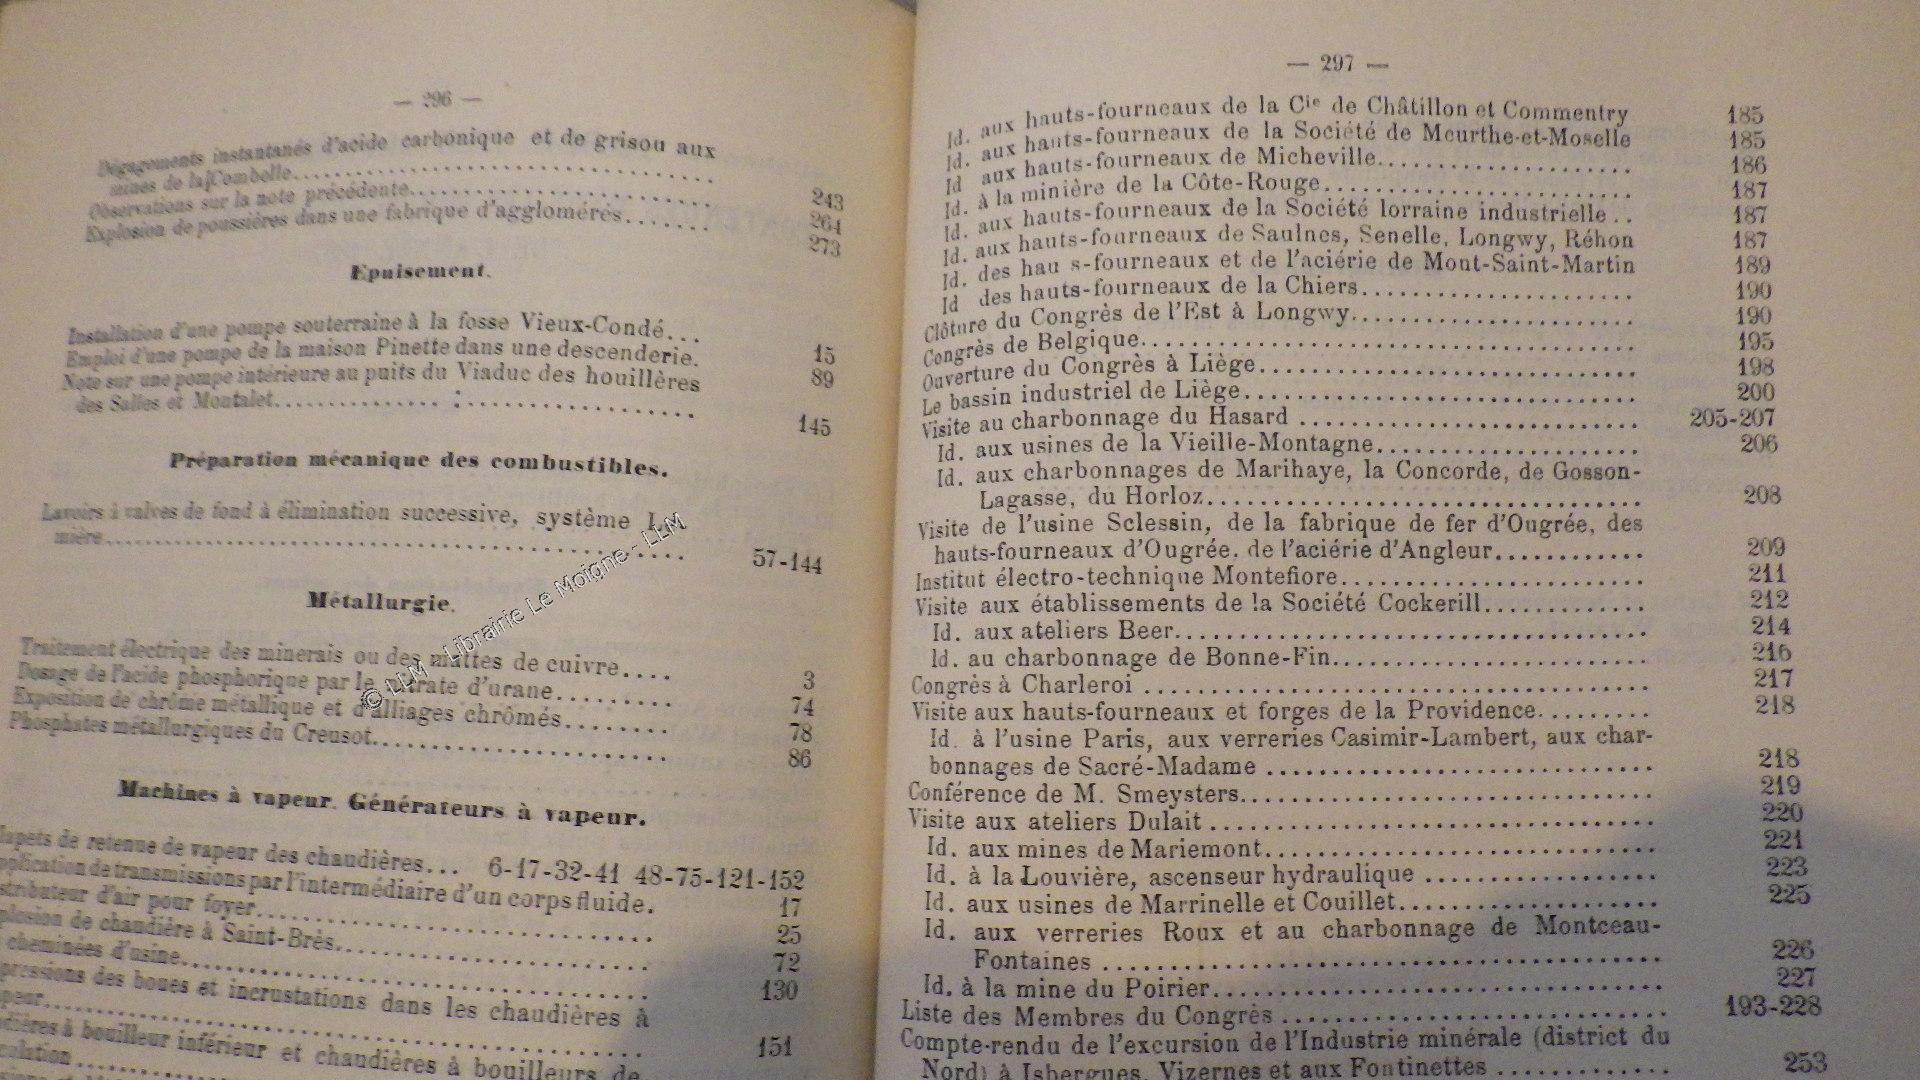 — 296 —
Dégagements instantanés d'acide carbonique et de grisou aux
mines de la Combelle........ 243
Observations sur la note précédente........ 264
Explosion de poussières dans une fabrique d'agglomérés....... 273
Epuisement.
Installation d'une pompe souterraine à la fosse Vieux-Condé... 15
Emploi d'une pompe de la maison Pinette dans une descenderie. 89
Note sur une pompe intérieure au puits du Viaduc des houillères
des Salles et Montalet........ 145
Préparation mécanique des combustibles.
Lavoirs à valves de fond à élimination successive, système
mière........ 57-144
Métallurgie.
Traitement électrique des minerais ou des mattes de cuivre.... 3
Dosage de l'acide phosphorique par le nitrate d'urane......... 74
Exposition de chrôme métallique et d'alliages chrômés........ 78
Phosphates métallurgiques du Creusot........ 86
Machines à vapeur. Générateurs à vapeur.
lapets de retenue de vapeur des chaudières... 6-17-32-41 48-75-121-152
pplication de transmissions par l'intermédiaire d'un corps fluide. 17
stributeur d'air pour foyer........ 25
plosion de chaudière à Saint-Brès........ 72
cheminées d'usine........ 130
pressions des boues et incrustations dans les chaudières à
peur........ 151
dières à bouilleur inférieur et chaudières à bouilleurs de
culation........
© LLM - Librairie Le Moigne - LLM
— 297 —
Id. aux hauts-fourneaux de la Cie de Châtillon et Commentry 185
Id. aux hauts-fourneaux de la Société de Meurthe-et-Moselle 185
Id aux hauts-fourneaux de Micheville........ 186
Id. à la minière de la Côte-Rouge........ 187
Id. aux hauts-fourneaux de la Société lorraine industrielle.. 187
Id. aux hauts-fourneaux de Saulnes, Senelle, Longwy, Réhon 187
Id. des hau s-fourneaux et de l'aciérie de Mont-Saint-Martin 189
Id des hauts-fourneaux de la Chiers........ 190
Clôture du Congrès de l'Est à Longwy........ 190
Congrès de Belgique........ 195
Ouverture du Congrès à Liège........ 198
Le bassin industriel de Liège........ 200
Visite au charbonnage du Hasard ........ 205-207
Id. aux usines de la Vieille-Montagne........ 206
Id. aux charbonnages de Marihaye, la Concorde, de Gosson-
Lagasse, du Horloz........ 208
Visite de l'usine Sclessin, de la fabrique de fer d'Ougrée, des
hauts-fourneaux d'Ougrée. de l'aciérie d'Angleur........ 209
Institut électro-technique Montefiore........ 211
Visite aux établissements de la Société Cockerill........ 212
Id. aux ateliers Beer........ 214
Id. au charbonnage de Bonne-Fin........ 216
Congrès à Charleroi ........ 217
Visite aux hauts-fourneaux et forges de la Providence......... 218
Id. à l'usine Paris, aux verreries Casimir-Lambert, aux char-
bonnages de Sacré-Madame ........ 218
Conférence de M. Smeysters........ 219
Visite aux ateliers Dulait ........ 220
Id. aux mines de Mariemont........ 221
Id. à la Louvière, ascenseur hydraulique ........ 223
Id. aux usines de Marrinelle et Couillet........ 225
Id. aux verreries Roux et au charbonnage de Montceau-
Fontaines ........ 226
Id. à la mine du Poirier........ 227
Liste des Membres du Congrès ........ 193-228
Compte-rendu de l'excursion de l'Industrie minérale (district du
Nord) à Isbergues, Vizernes et aux Fontinettes ........ 253